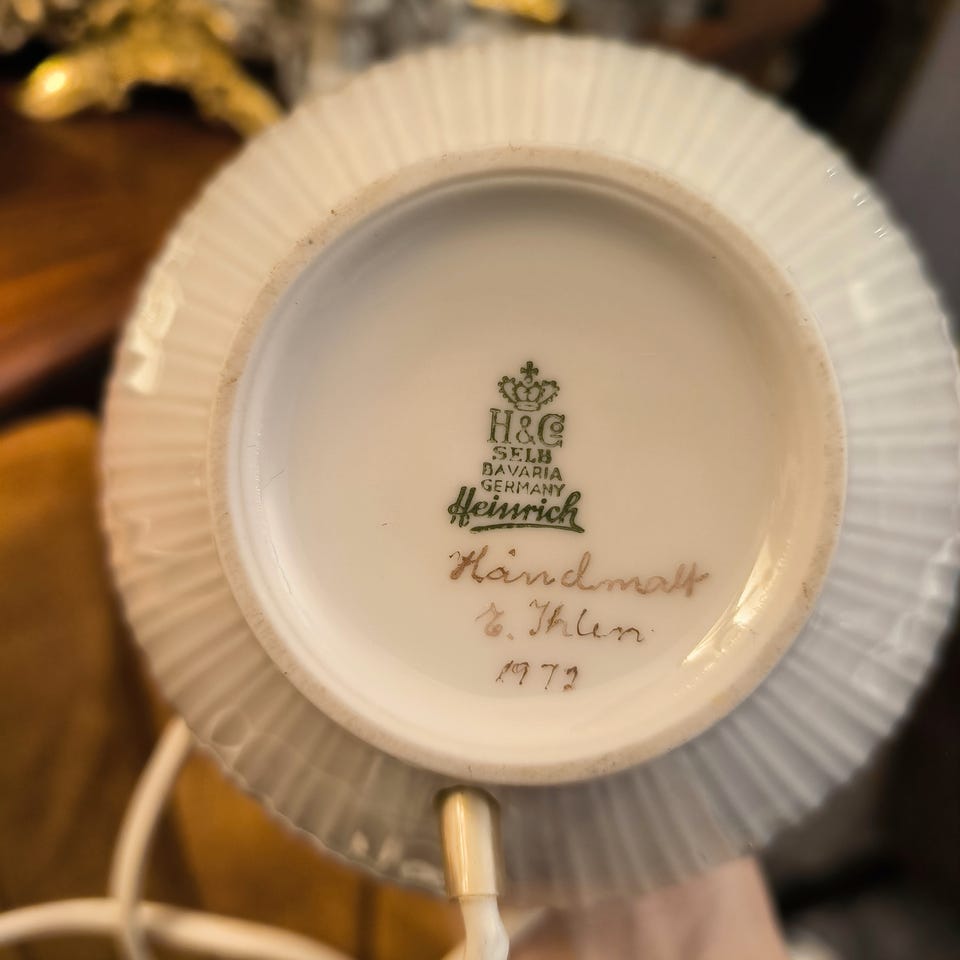 H&Co
SELB
BAVARIA
GERMANY
Heinrich
Håndmalt
E. Ihlen
1972